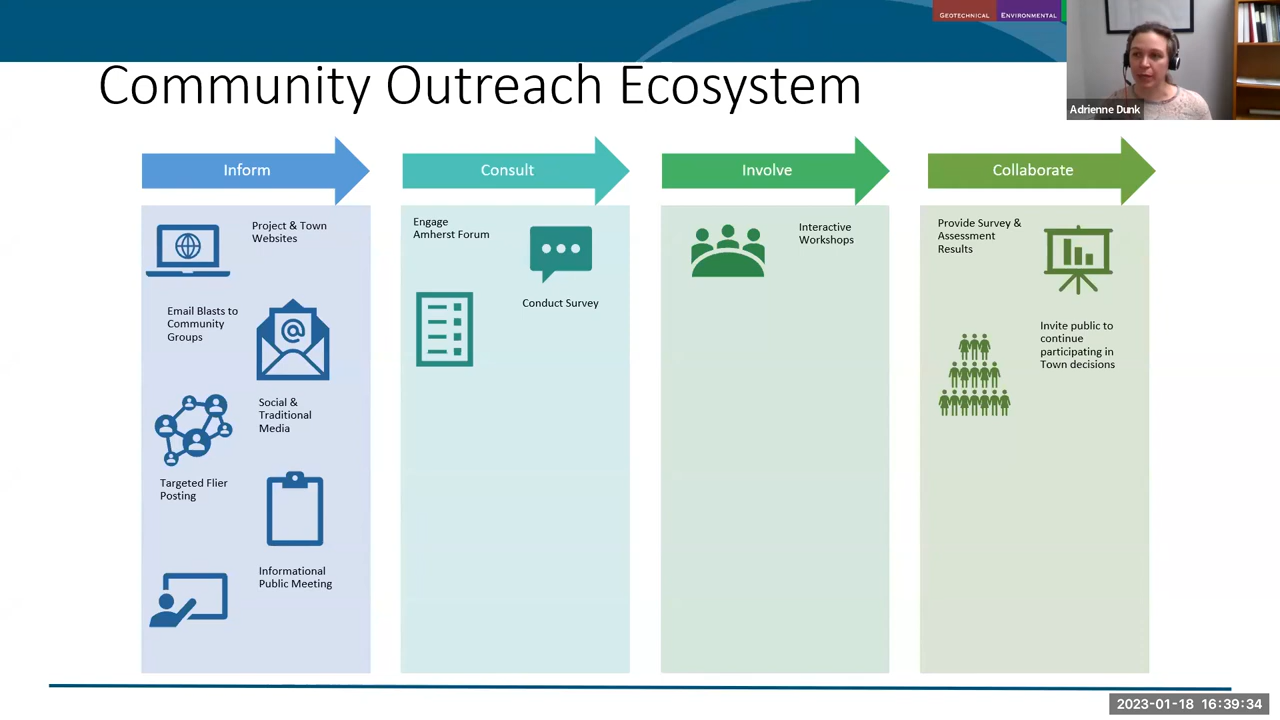 GEOTECHNICAL ENVIRONMENTAL
Adrienne Dunk
Community Outreach Ecosystem
Inform
Project & Town
Websites
Email Blasts to
Community
Groups
Social &
Traditional
Media
Targeted Flier
Posting
Informational
Public Meeting
Consult
Engage
Amherst Forum
Conduct Survey
Involve
Interactive
Workshops
Collaborate
Provide Survey &
Assessment
Results
Invite public to
continue
participating in
Town decisions
2023-01-18 16:39:34